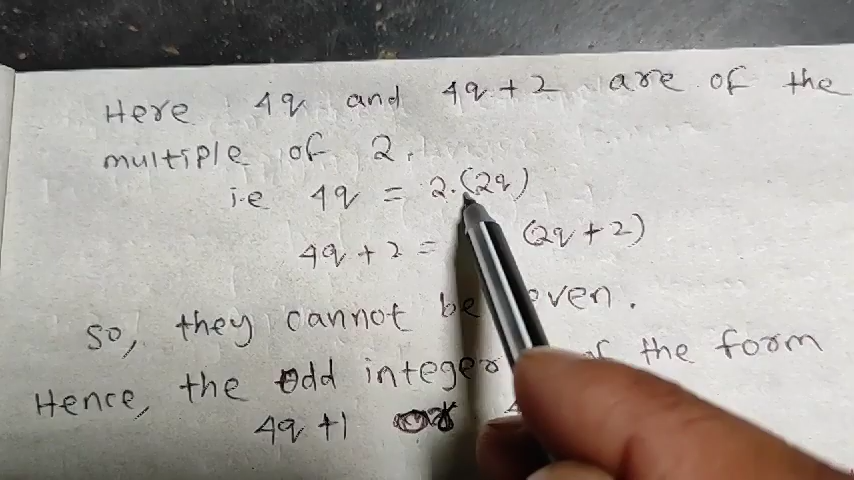 Here 4q and 4q + 2 are of the
multiple of 2.
i.e 4q = 2.(2q)
4q + 2 = (2q + 2)
So, they cannot be even.
Hence, the odd integer of the form
4q + 1 or